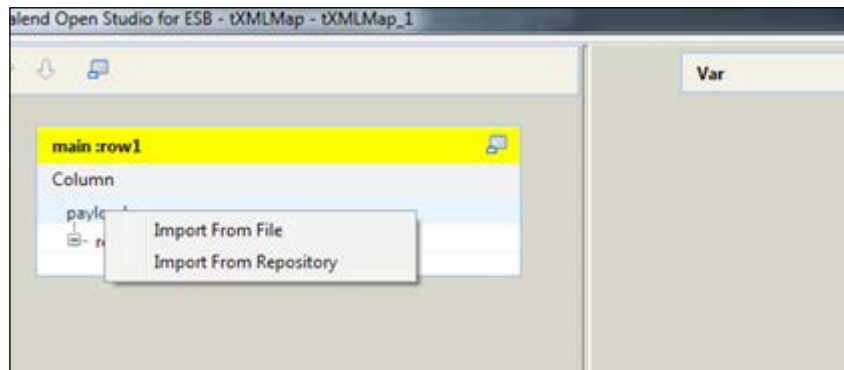 alend Open Studio for ESB - tXMLMap - tXMLMap_1
Var
main :row1
Column
Import From File
Import From Repository